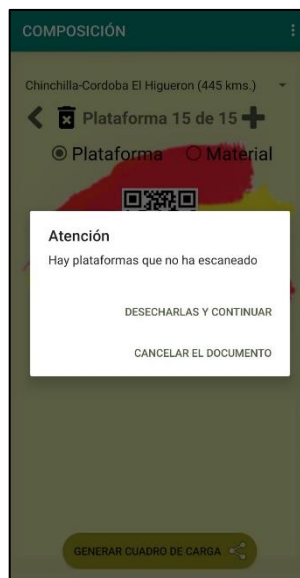 COMPOSICIÓN
Chinchilla-Cordoba El Higueron (445 kms.)
Plataforma 15 de 15
Plataforma
Material
Atención
Hay plataformas que no ha escaneado
DESECHARLAS Y CONTINUAR
CANCELAR EL DOCUMENTO
GENERAR CUADRO DE CARGA